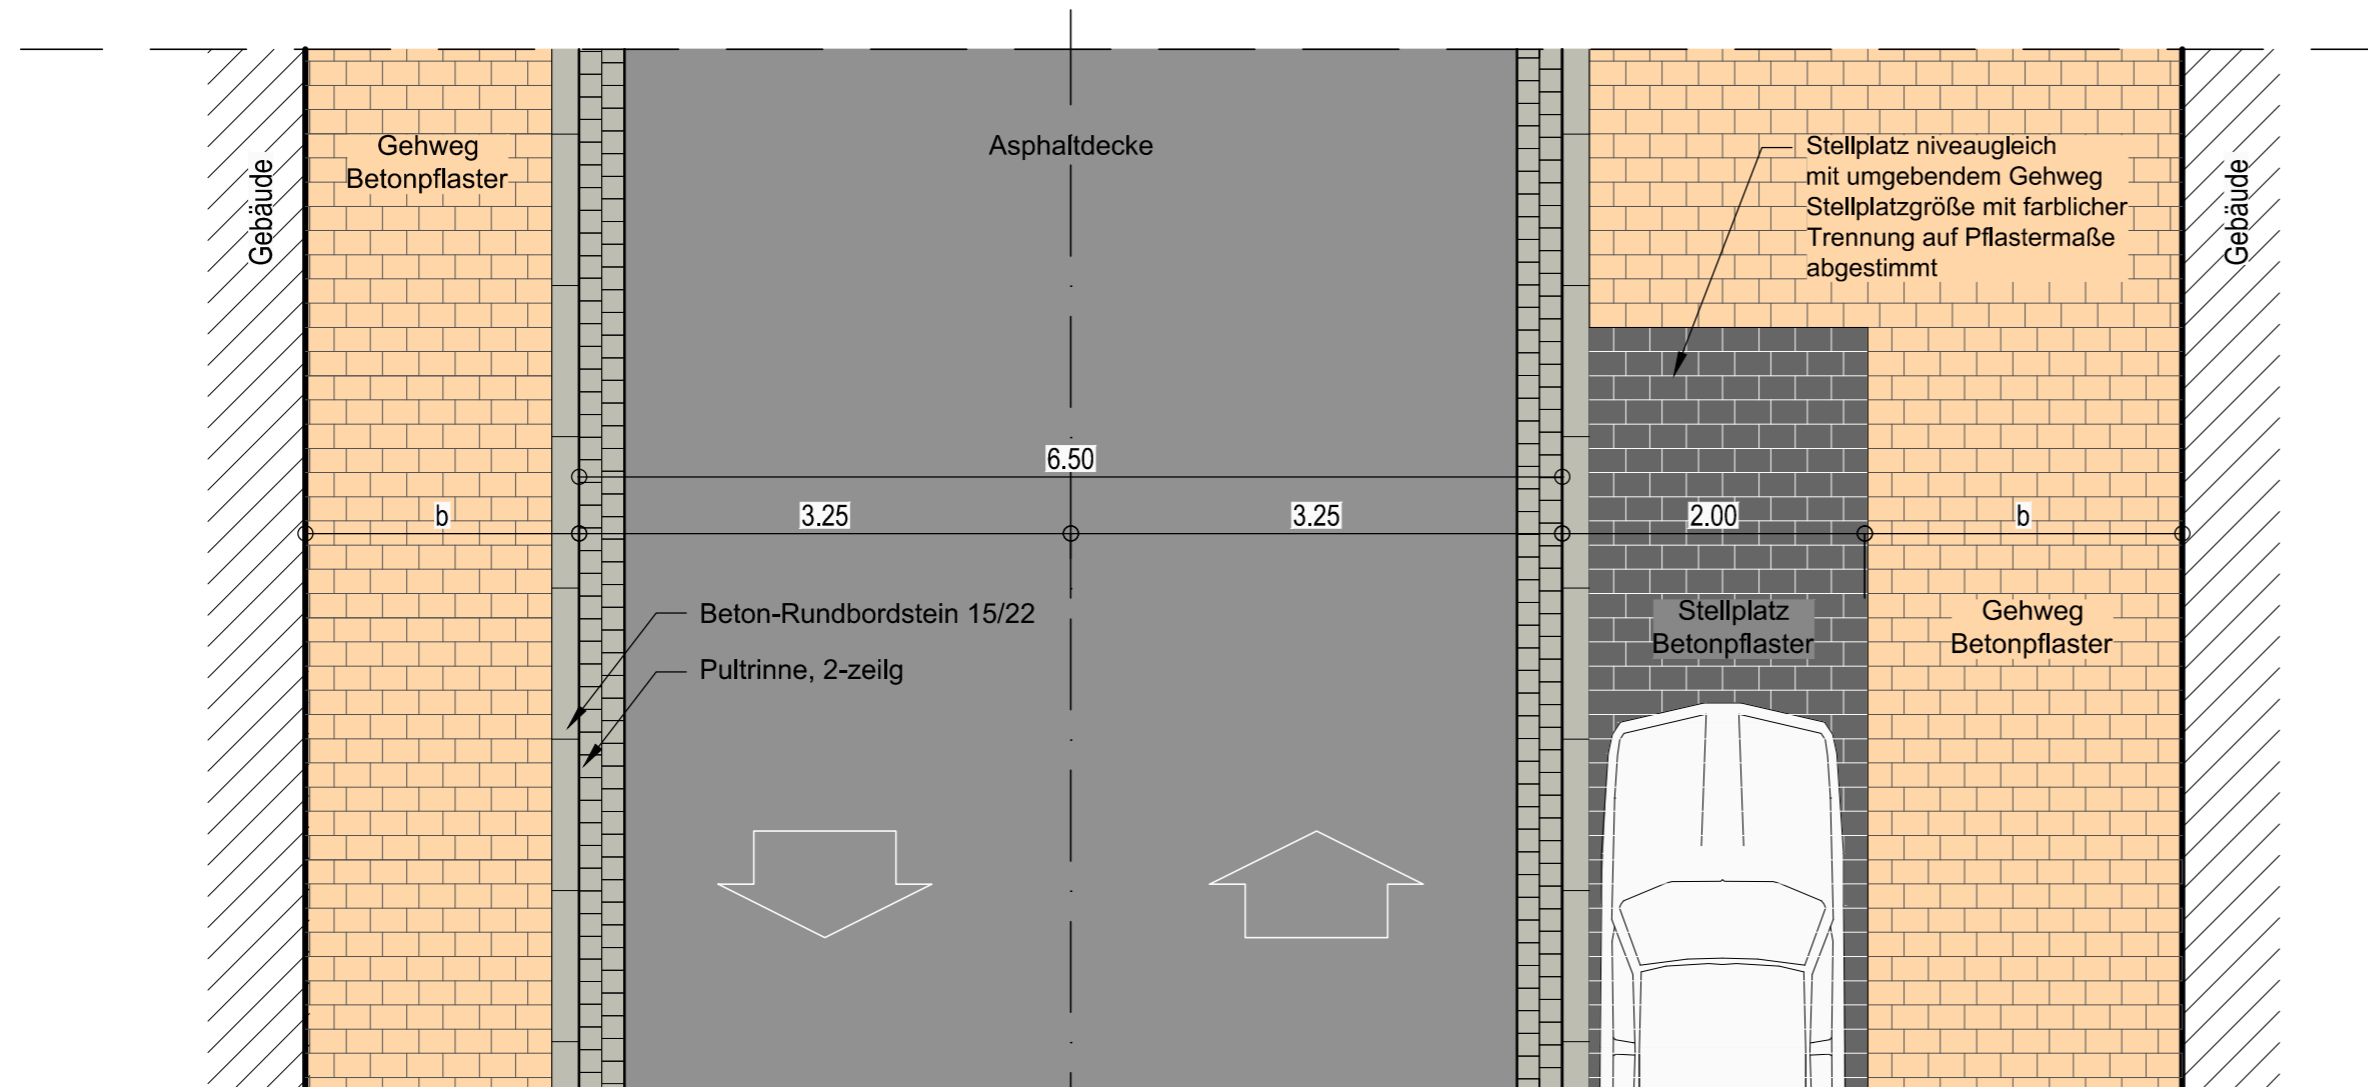 Gehweg
Betonpflaster
Asphaltdecke
Stellplatz niveaugleich
mit umgebendem Gehweg
Stellplatzgröße mit farblicher
Trennung auf Pflastermaße
abgestimmt
Gebäude
Gebäude
6.50
b
3.25
3.25
2.00
b
Beton-Rundbordstein 15/22
Pultrinne, 2-zeilg
Stellplatz
Betonpflaster
Gehweg
Betonpflaster